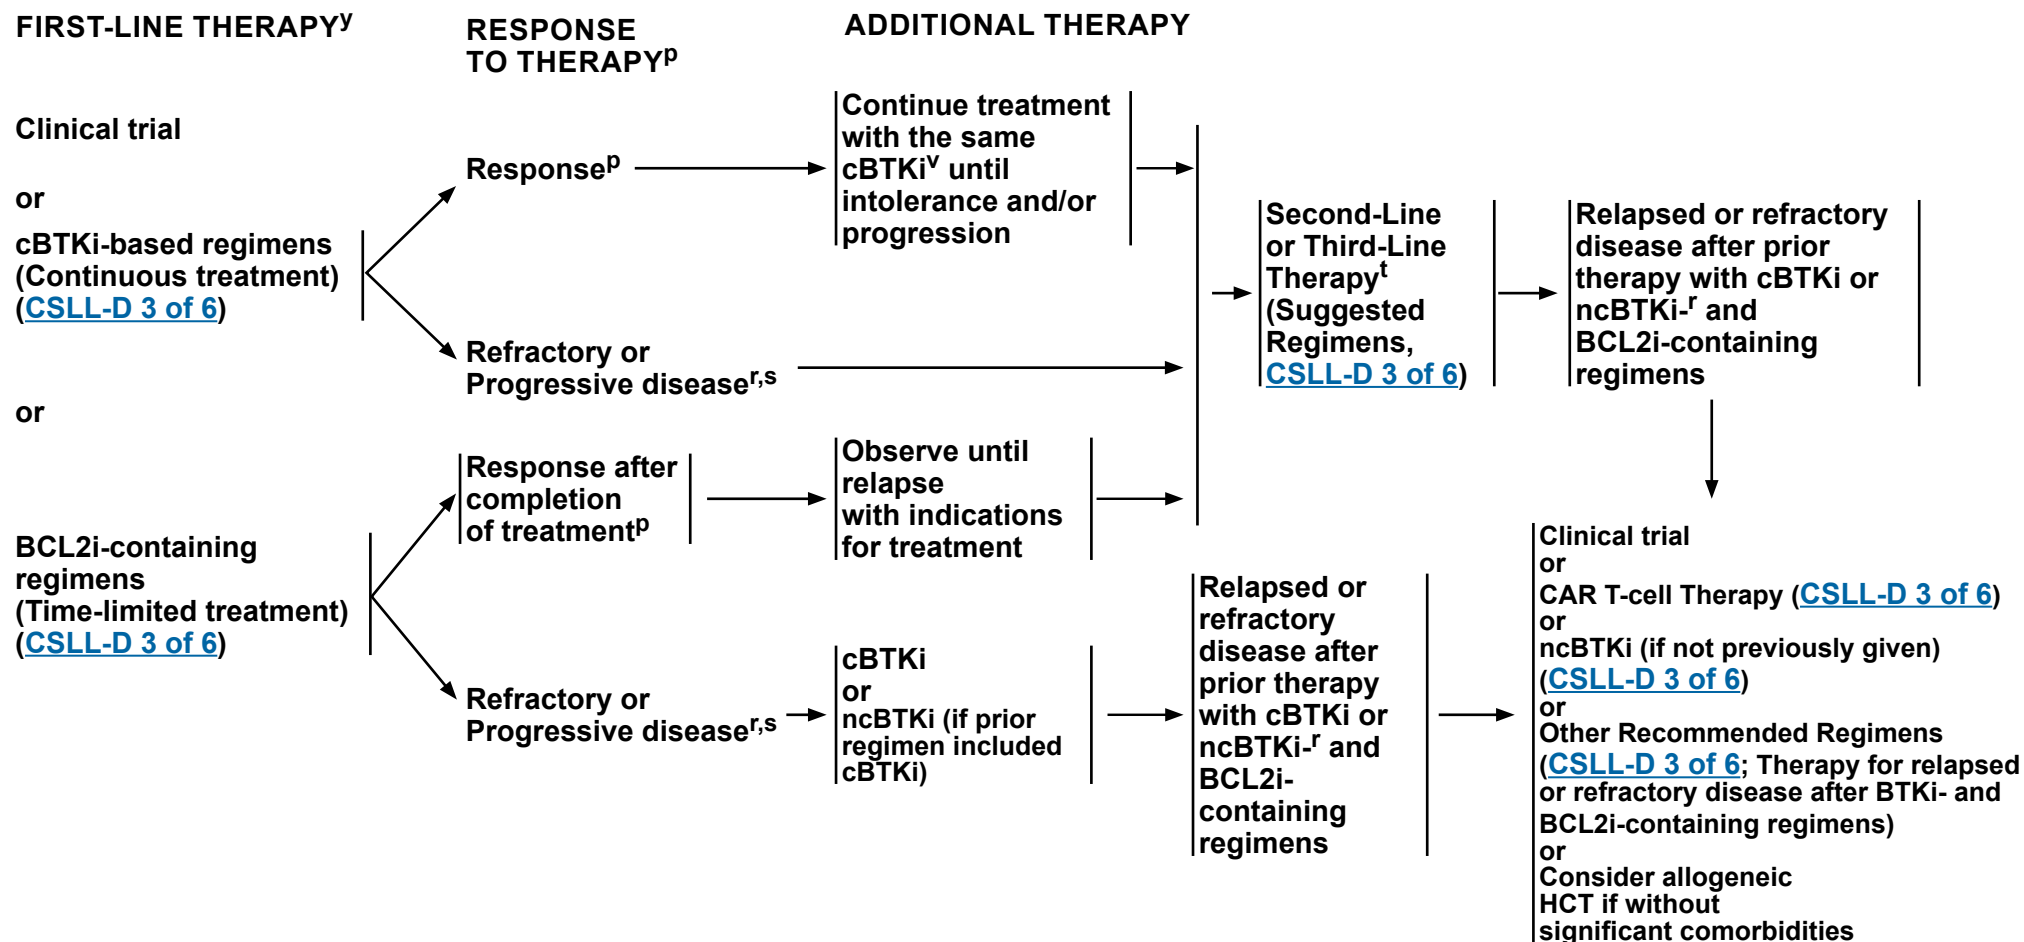 FIRST-LINE THERAPYy
RESPONSE
TO THERAPYp
ADDITIONAL THERAPY
Clinical trial
or
cBTKi-based regimens
(Continuous treatment)
(CSLL-D 3 of 6)
or
BCL2i-containing
regimens
(Time-limited treatment)
(CSLL-D 3 of 6)
Responsep
Refractory or
Progressive diseaser,s
Response after
completion
of treatmentp
Refractory or
Progressive diseaser,s
Continue treatment
with the same
cBTKiv until
intolerance and/or
progression
Observe until
relapse
with indications
for treatment
cBTKi
or
ncBTKi (if prior
regimen included
cBTKi)
Second-Line
or Third-Line
Therapyt
(Suggested
Regimens,
CSLL-D 3 of 6)
Relapsed or refractory
disease after prior
therapy with cBTKi or
ncBTKi-r and
BCL2i-containing
regimens
Relapsed or
refractory
disease after
prior therapy
with cBTKi or
ncBTKi-r and
BCL2i-
containing
regimens
Clinical trial
or
CAR T-cell Therapy (CSLL-D 3 of 6)
or
ncBTKi (if not previously given)
(CSLL-D 3 of 6)
or
Other Recommended Regimens
(CSLL-D 3 of 6; Therapy for relapsed
or refractory disease after BTKi- and
BCL2i-containing regimens)
or
Consider allogeneic
HCT if without
significant comorbidities